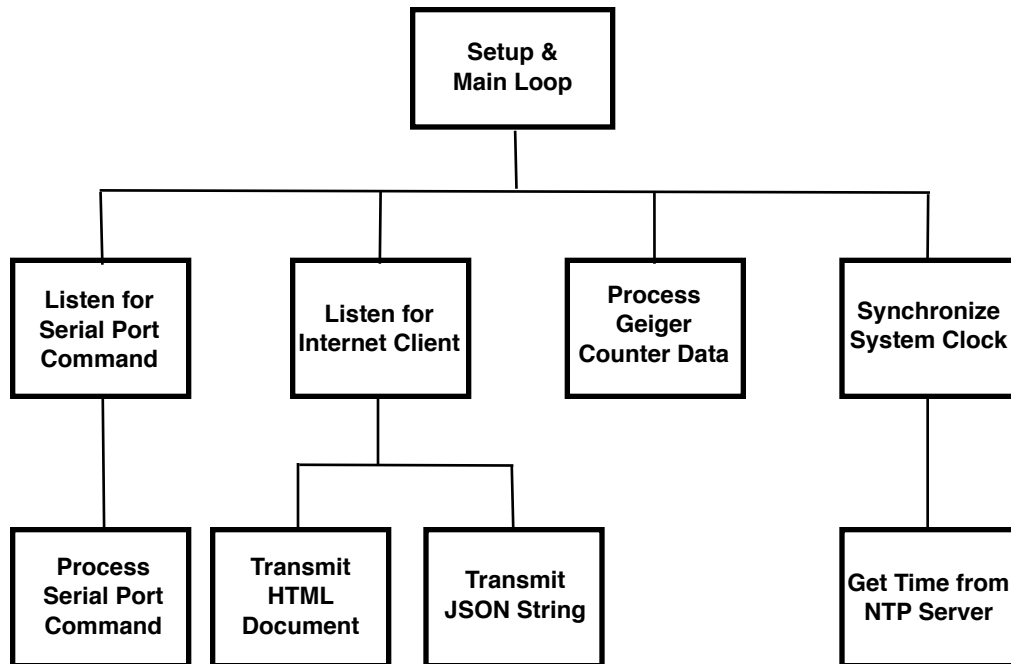 Setup &
Main Loop
Listen for
Serial Port
Command
Listen for
Internet Client
Process
Geiger
Counter Data
Synchronize
System Clock
Process
Serial Port
Command
Transmit
HTML
Document
Transmit
JSON String
Get Time from
NTP Server